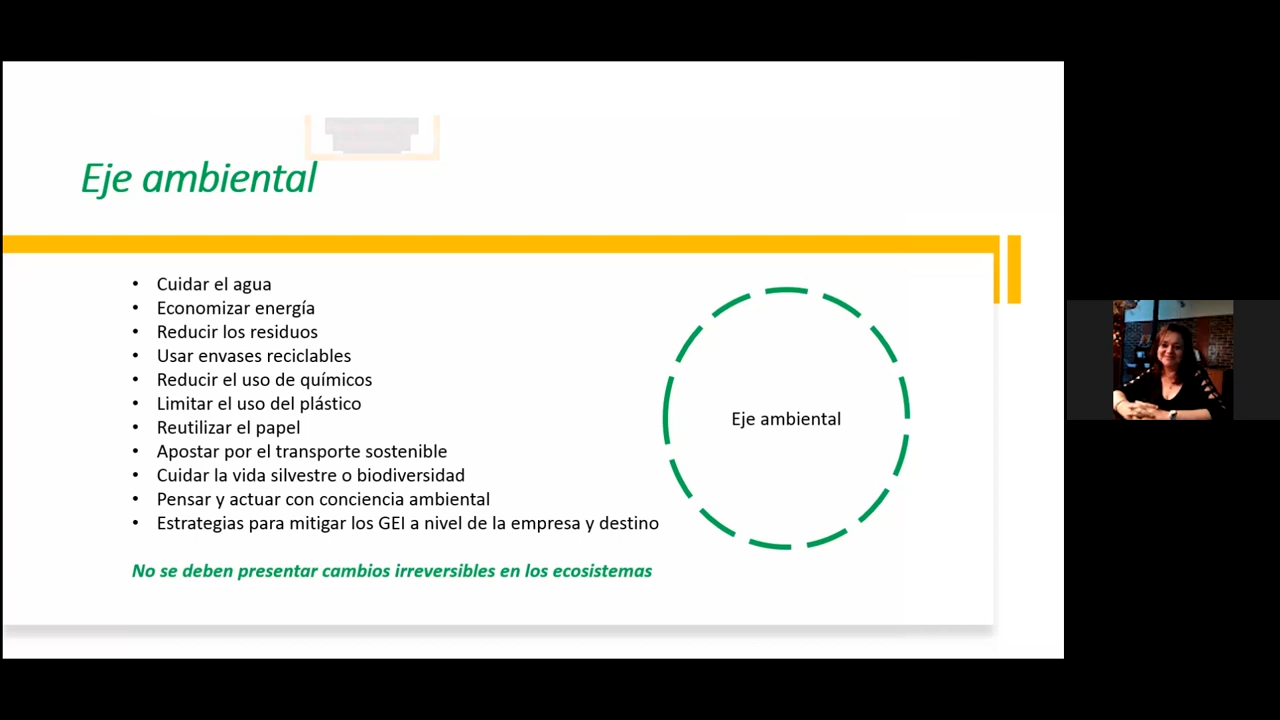 Eje ambiental
• Cuidar el agua
• Economizar energía
• Reducir los residuos
• Usar envases reciclables
• Reducir el uso de químicos
• Limitar el uso del plástico
• Reutilizar el papel
• Apostar por el transporte sostenible
• Cuidar la vida silvestre o biodiversidad
• Pensar y actuar con conciencia ambiental
• Estrategias para mitigar los GEI a nivel de la empresa y destino
No se deben presentar cambios irreversibles en los ecosistemas
Eje ambiental